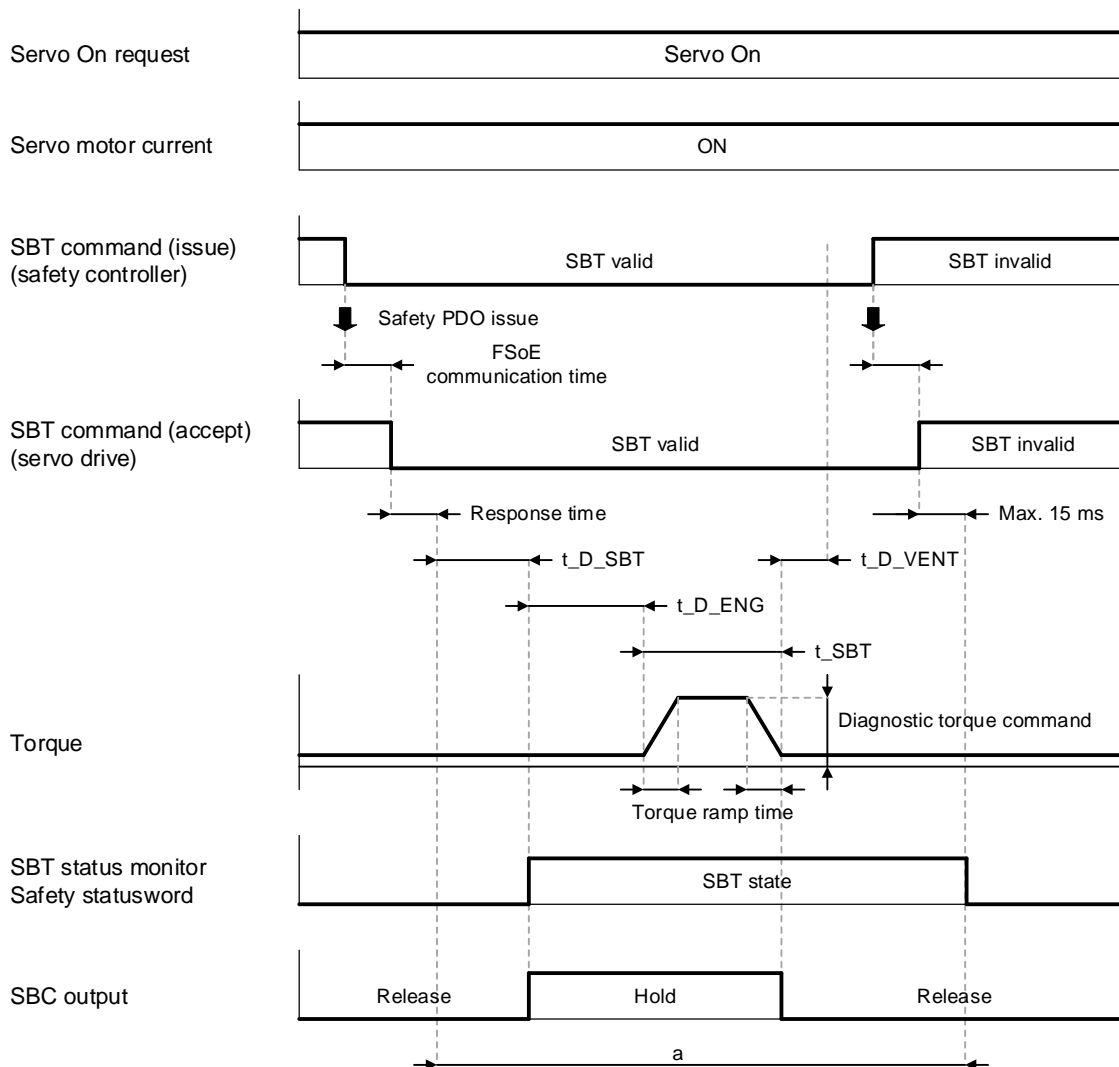 Servo On request
Servo On
Servo motor current
ON
SBT command (issue)
(safety controller)
SBT valid
SBT invalid
Safety PDO issue
FSoE
communication time
SBT command (accept)
(servo drive)
SBT valid
SBT invalid
Response time
Max. 15 ms
t_D_SBT
t_D_VENT
t_D_ENG
t_SBT
Diagnostic torque command
Torque
Torque ramp time
SBT status monitor
Safety statusword
SBT state
SBC output
Release
Hold
Release
a